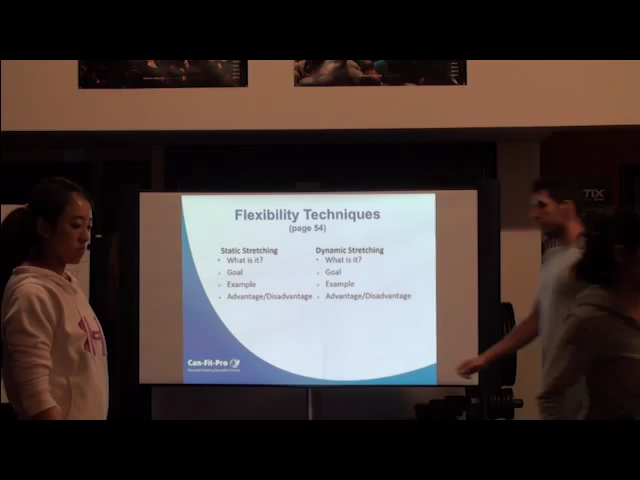 Flexibility Techniques
(page 54)
Static Stretching
• What is it?
• Goal
• Example
• Advantage/Disadvantage
Dynamic Stretching
• What is it?
• Goal
• Example
• Advantage/Disadvantage
Can-Fit-Pro